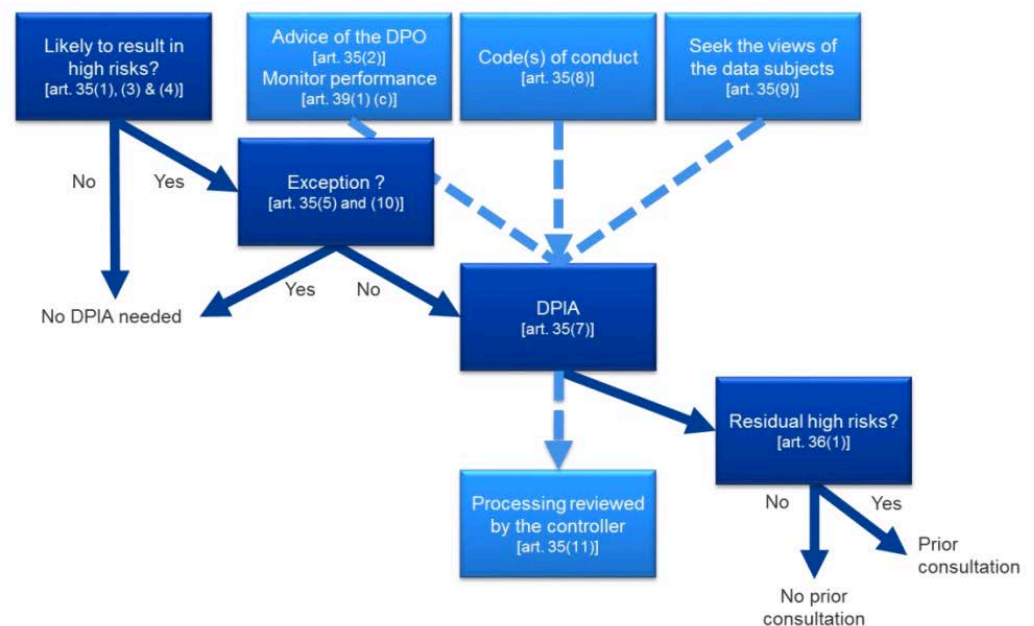 Likely to result in
high risks?
[art. 35(1), (3) & (4)]
Advice of the DPO
[art. 35(2)]
Monitor performance
[art. 39(1) (c)]
Code(s) of conduct
[art. 35(8)]
Seek the views of
the data subjects
[art. 35(9)]
No
Yes
Exception ?
[art. 35(5) and (10)]
Yes
No
No DPIA needed
DPIA
[art. 35(7)]
Residual high risks?
[art. 36(1)]
Processing reviewed
by the controller
[art. 35(11)]
No
Yes
Prior
consultation
No prior
consultation